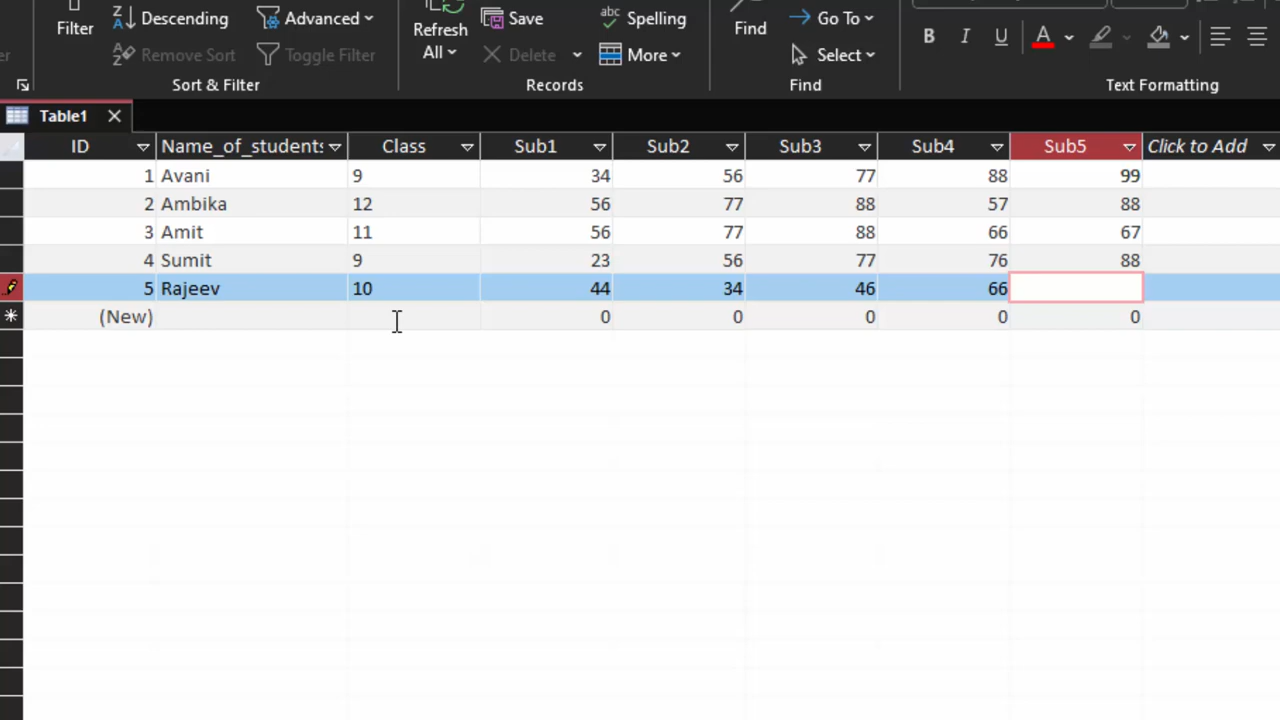 Filter Descending Advanced Refresh All Save Spelling Find Go To
Remove Sort Toggle Filter Delete More Select B I U A
Sort & Filter Records Find Text Formatting
Table1
ID Name_of_students Class Sub1 Sub2 Sub3 Sub4 Sub5 Click to Add
1 Avani 9 34 56 77 88 99
2 Ambika 12 56 77 88 57 88
3 Amit 11 56 77 88 66 67
4 Sumit 9 23 56 77 76 88
5 Rajeev 10 44 34 46 66
(New) 0 0 0 0 0